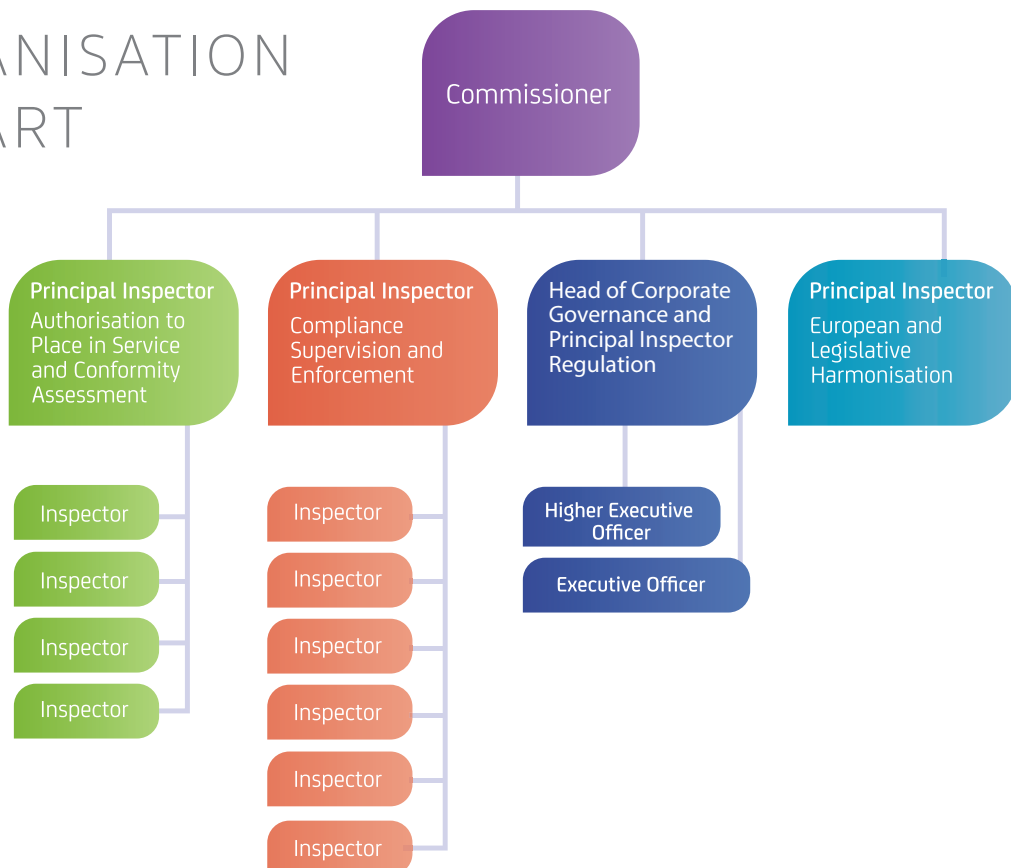 ANISATION
ART
Commissioner
Principal Inspector
Authorisation to
Place in Service
and Conformity
Assessment
Inspector
Inspector
Inspector
Inspector
Principal Inspector
Compliance
Supervision and
Enforcement
Inspector
Inspector
Inspector
Inspector
Inspector
Inspector
Head of Corporate
Governance and
Principal Inspector
Regulation
Higher Executive
Officer
Executive Officer
Principal Inspector
European and
Legislative
Harmonisation